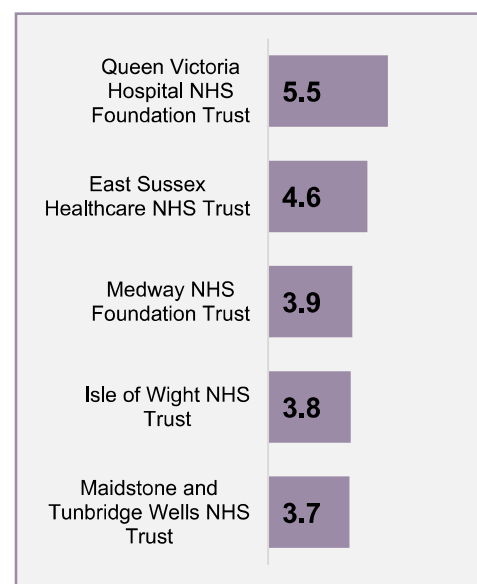 Queen Victoria
Hospital NHS
Foundation Trust
5.5
East Sussex
Healthcare NHS Trust
4.6
Medway NHS
Foundation Trust
3.9
Isle of Wight NHS
Trust
3.8
Maidstone and
Tunbridge Wells NHS
Trust
3.7